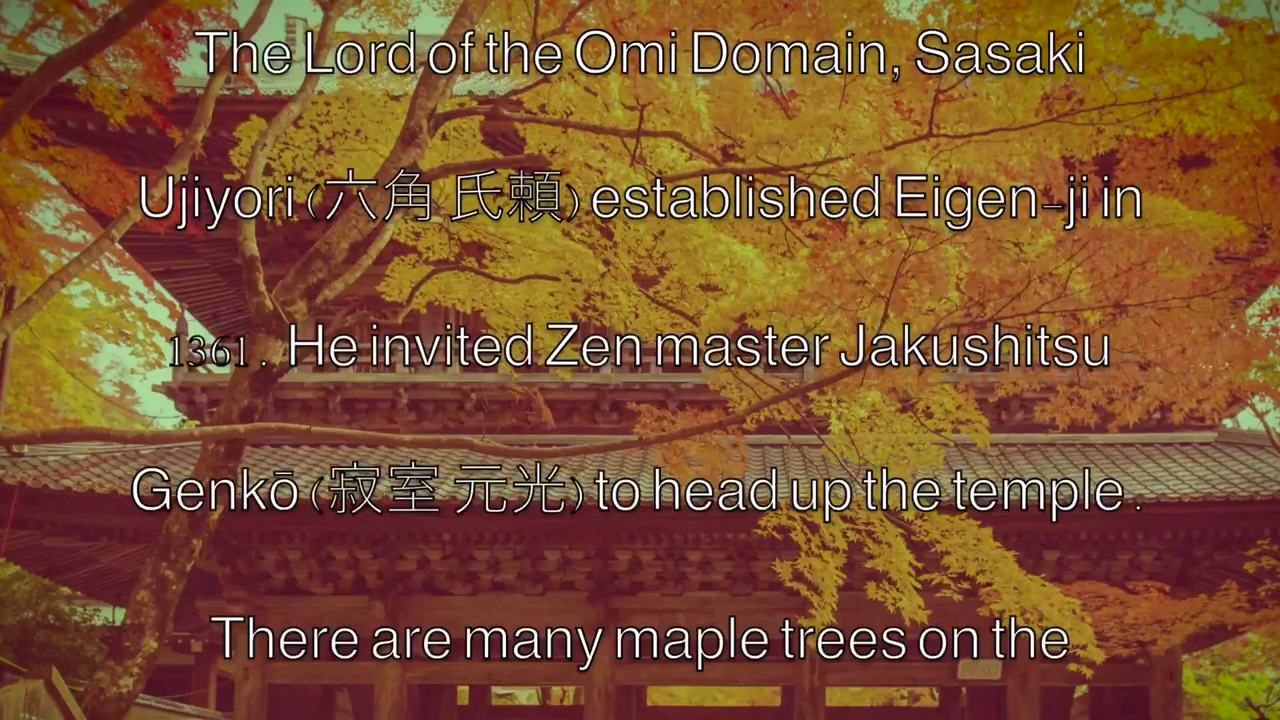 The Lord of the Omi Domain, Sasaki
Ujiyori (六角 氏頼) established Eigen-ji in
1361. He invited Zen master Jakushitsu
Genkō (寂室 元光) to head up the temple.
There are many maple trees on the